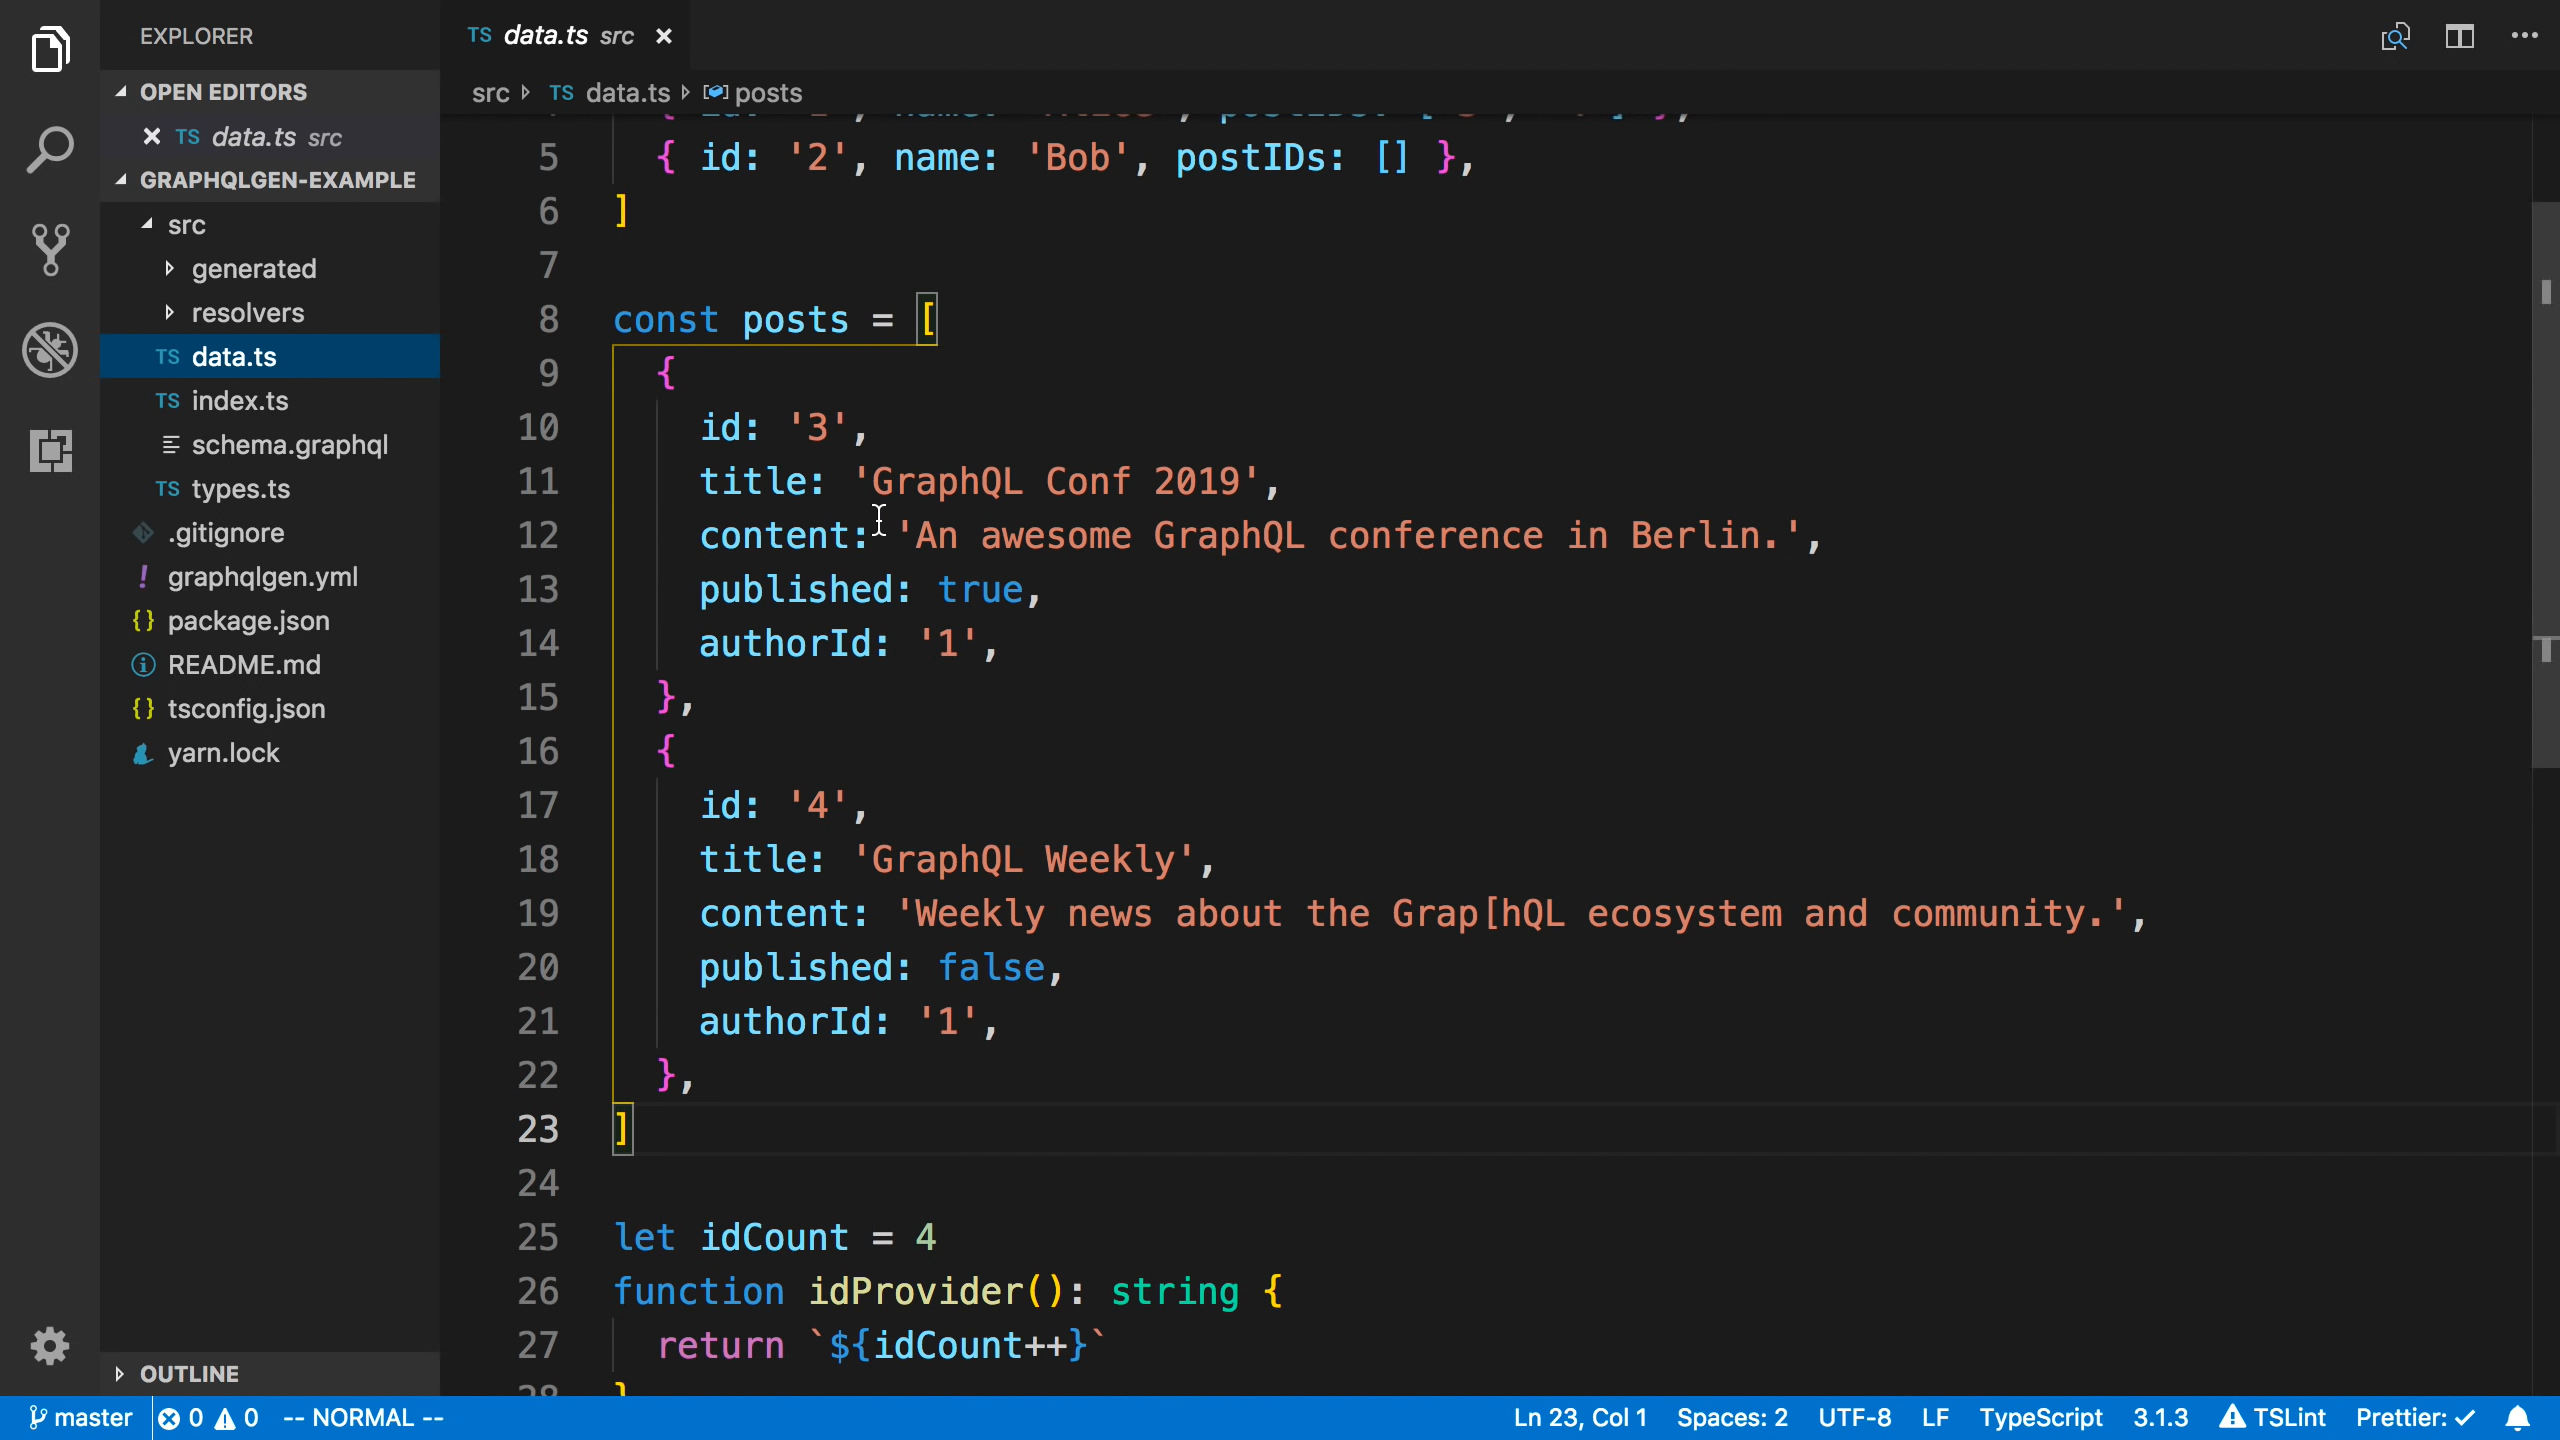 EXPLORER
OPEN EDITORS
TS data.ts src
GRAPHQLGEN-EXAMPLE
src
generated
resolvers
TS data.ts
TS index.ts
schema.graphql
TS types.ts
.gitignore
! graphqlgen.yml
{} package.json
README.md
{} tsconfig.json
yarn.lock
OUTLINE
TS data.ts src
src TS data.ts posts
5 { id: '2', name: 'Bob', postIDs: [] },
6 ]
7
8 const posts = [
9 {
10 id: '3',
11 title: 'GraphQL Conf 2019',
12 content: 'An awesome GraphQL conference in Berlin.',
13 published: true,
14 authorId: '1',
15 },
16 {
17 id: '4',
18 title: 'GraphQL Weekly',
19 content: 'Weekly news about the Grap[hQL ecosystem and community.',
20 published: false,
21 authorId: '1',
22 },
23 ]
24
25 let idCount = 4
26 function idProvider(): string {
27 return `${idCount++}`
master 0 0 -- NORMAL -- Ln 23, Col 1 Spaces: 2 UTF-8 LF TypeScript 3.1.3 TSLint Prettier: ✓